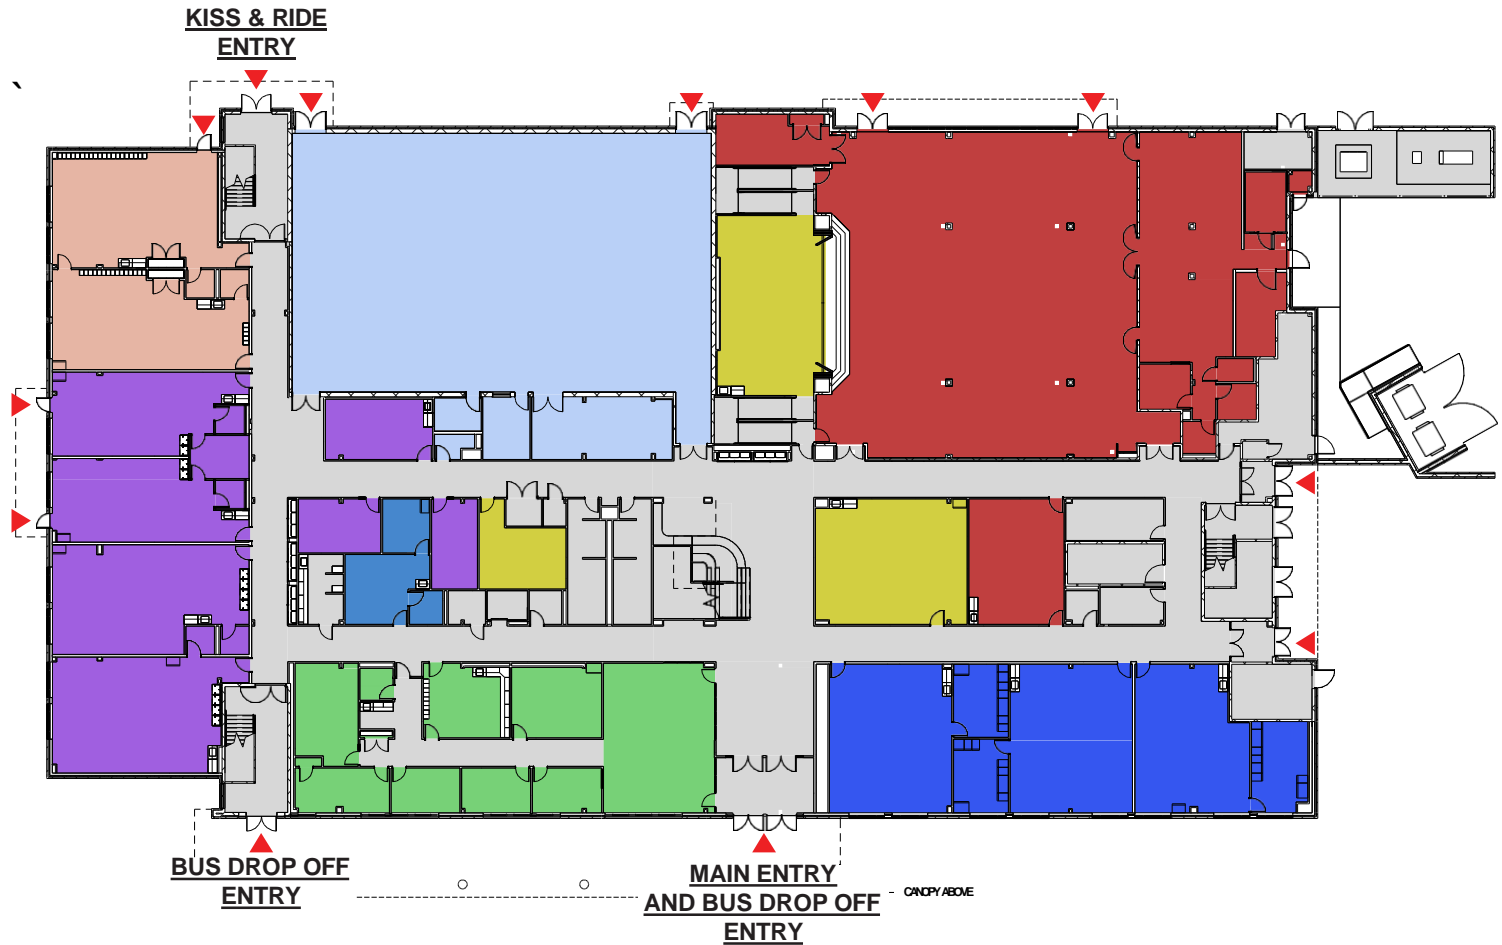 KISS & RIDE
ENTRY
`
BUS DROP OFF
ENTRY
MAIN ENTRY
AND BUS DROP OFF
ENTRY
CANOPY ABOVE